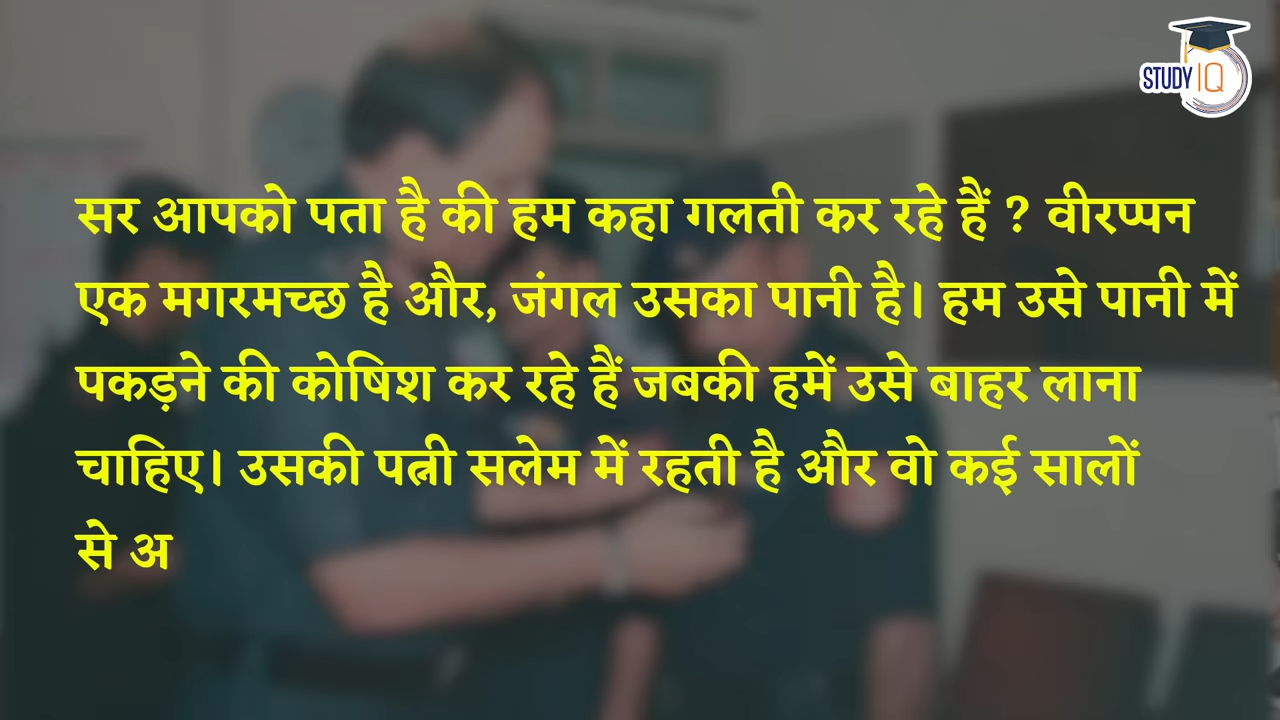 STUDY IQ
सर आपको पता है की हम कहा गलती कर रहे हैं ? वीरप्पन
एक मगरमच्छ है और, जंगल उसका पानी है। हम उसे पानी में
पकड़ने की कोषिश कर रहे हैं जबकी हमें उसे बाहर लाना
चाहिए। उसकी पत्नी सलेम में रहती है और वो कई सालों
से अ